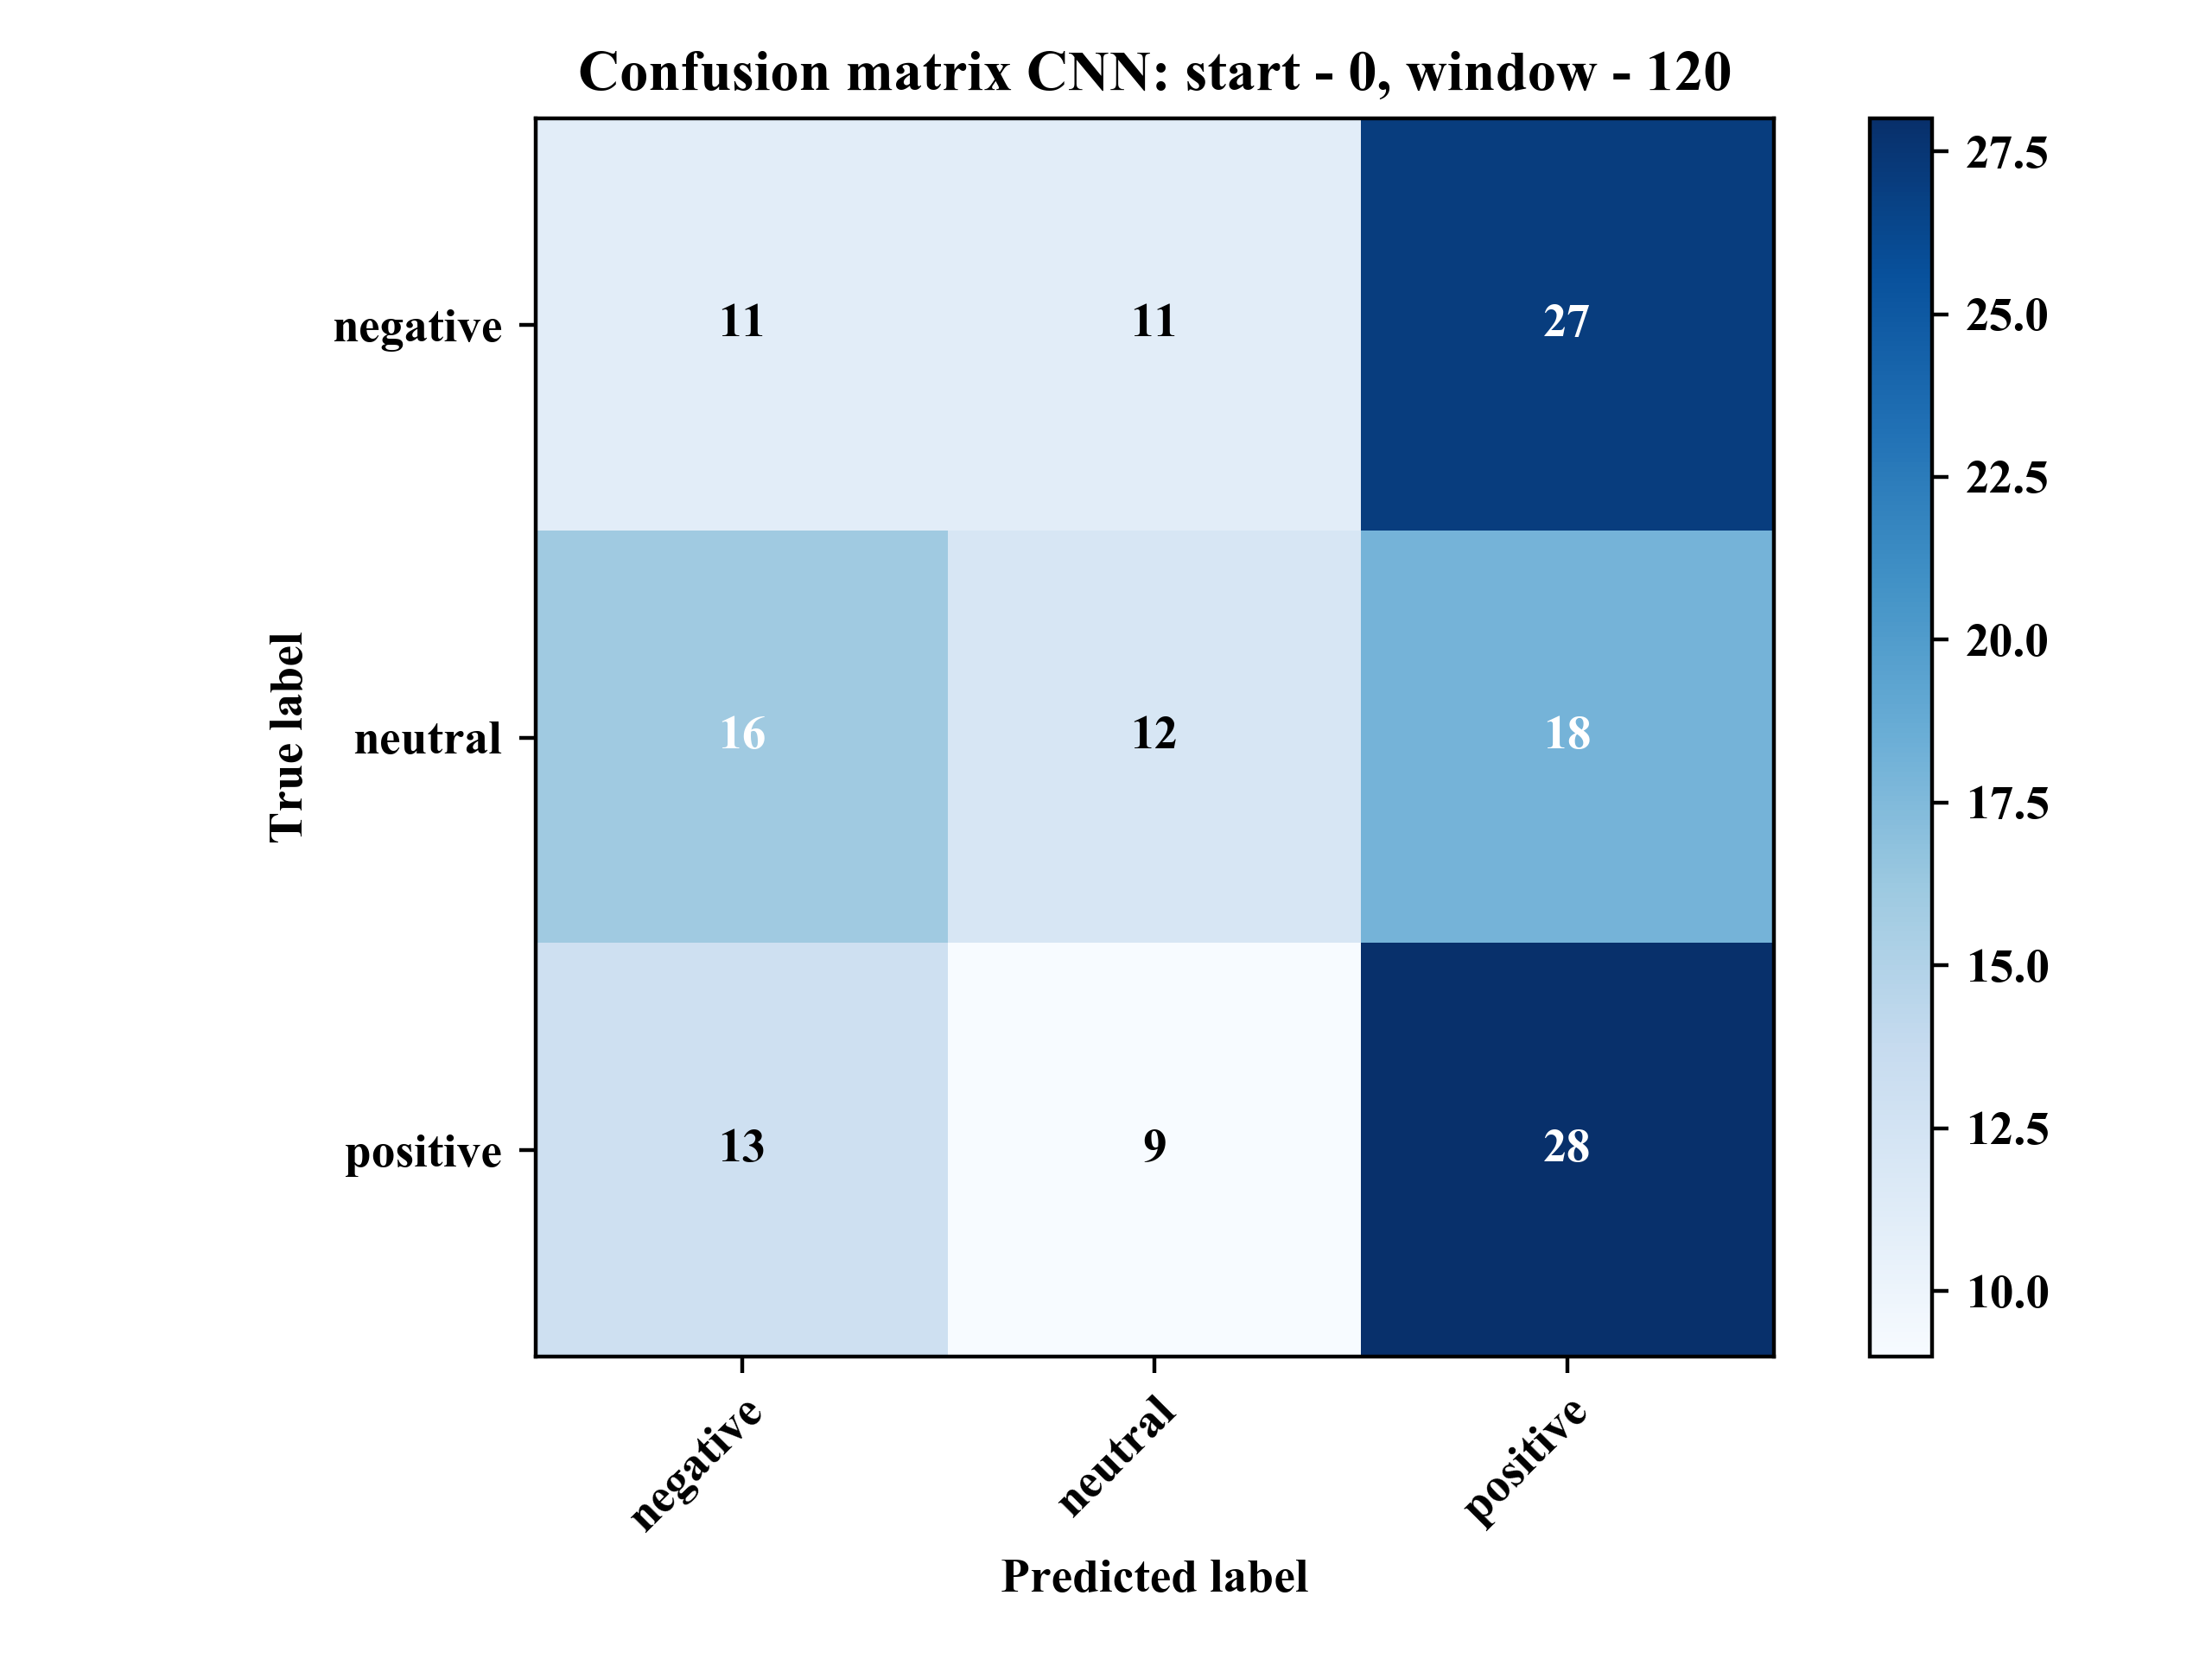 Confusion matrix CNN: start - 0, window - 120
True label
negative
neutral
positive
11 11 27
16 12 18
13 9 28
negative
neutral
positive
Predicted label
27.5
25.0
22.5
20.0
17.5
15.0
12.5
10.0